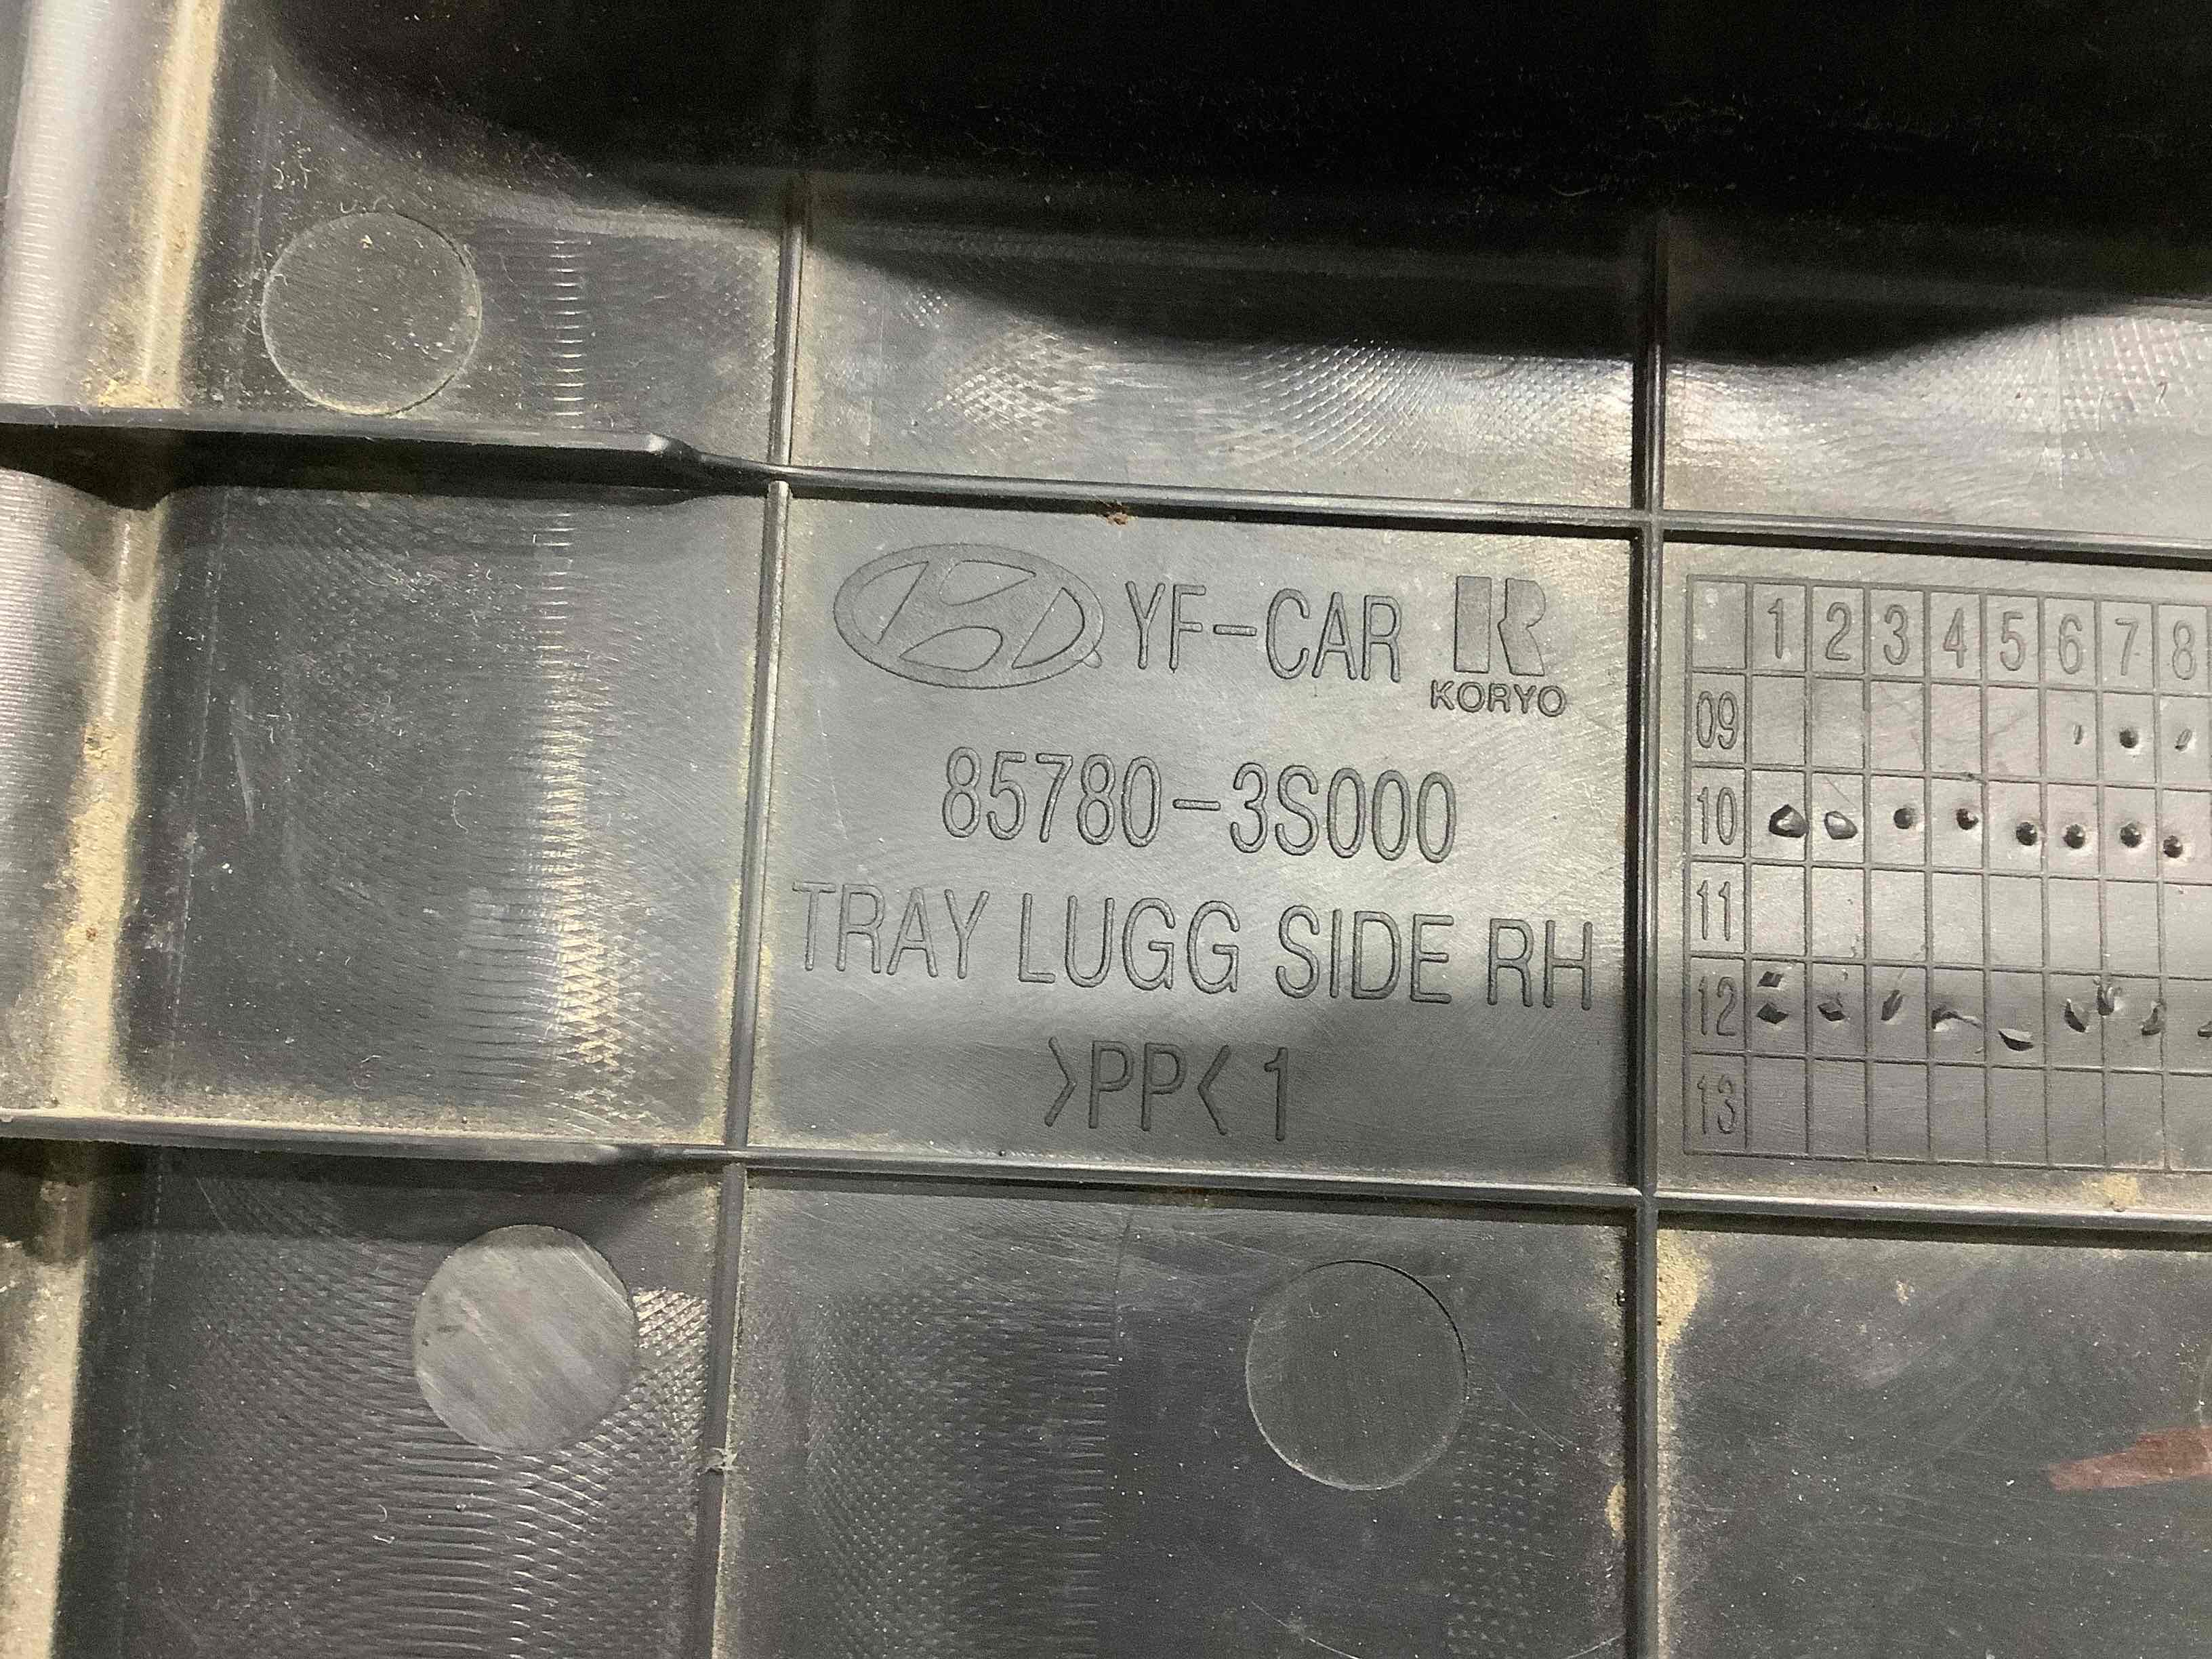 YF-CAR
KORYO
85780-3S000
TRAY LUGG SIDE RH
>PP< 1
1 2 3 4 5 6 7 8
09
10
11
12
13